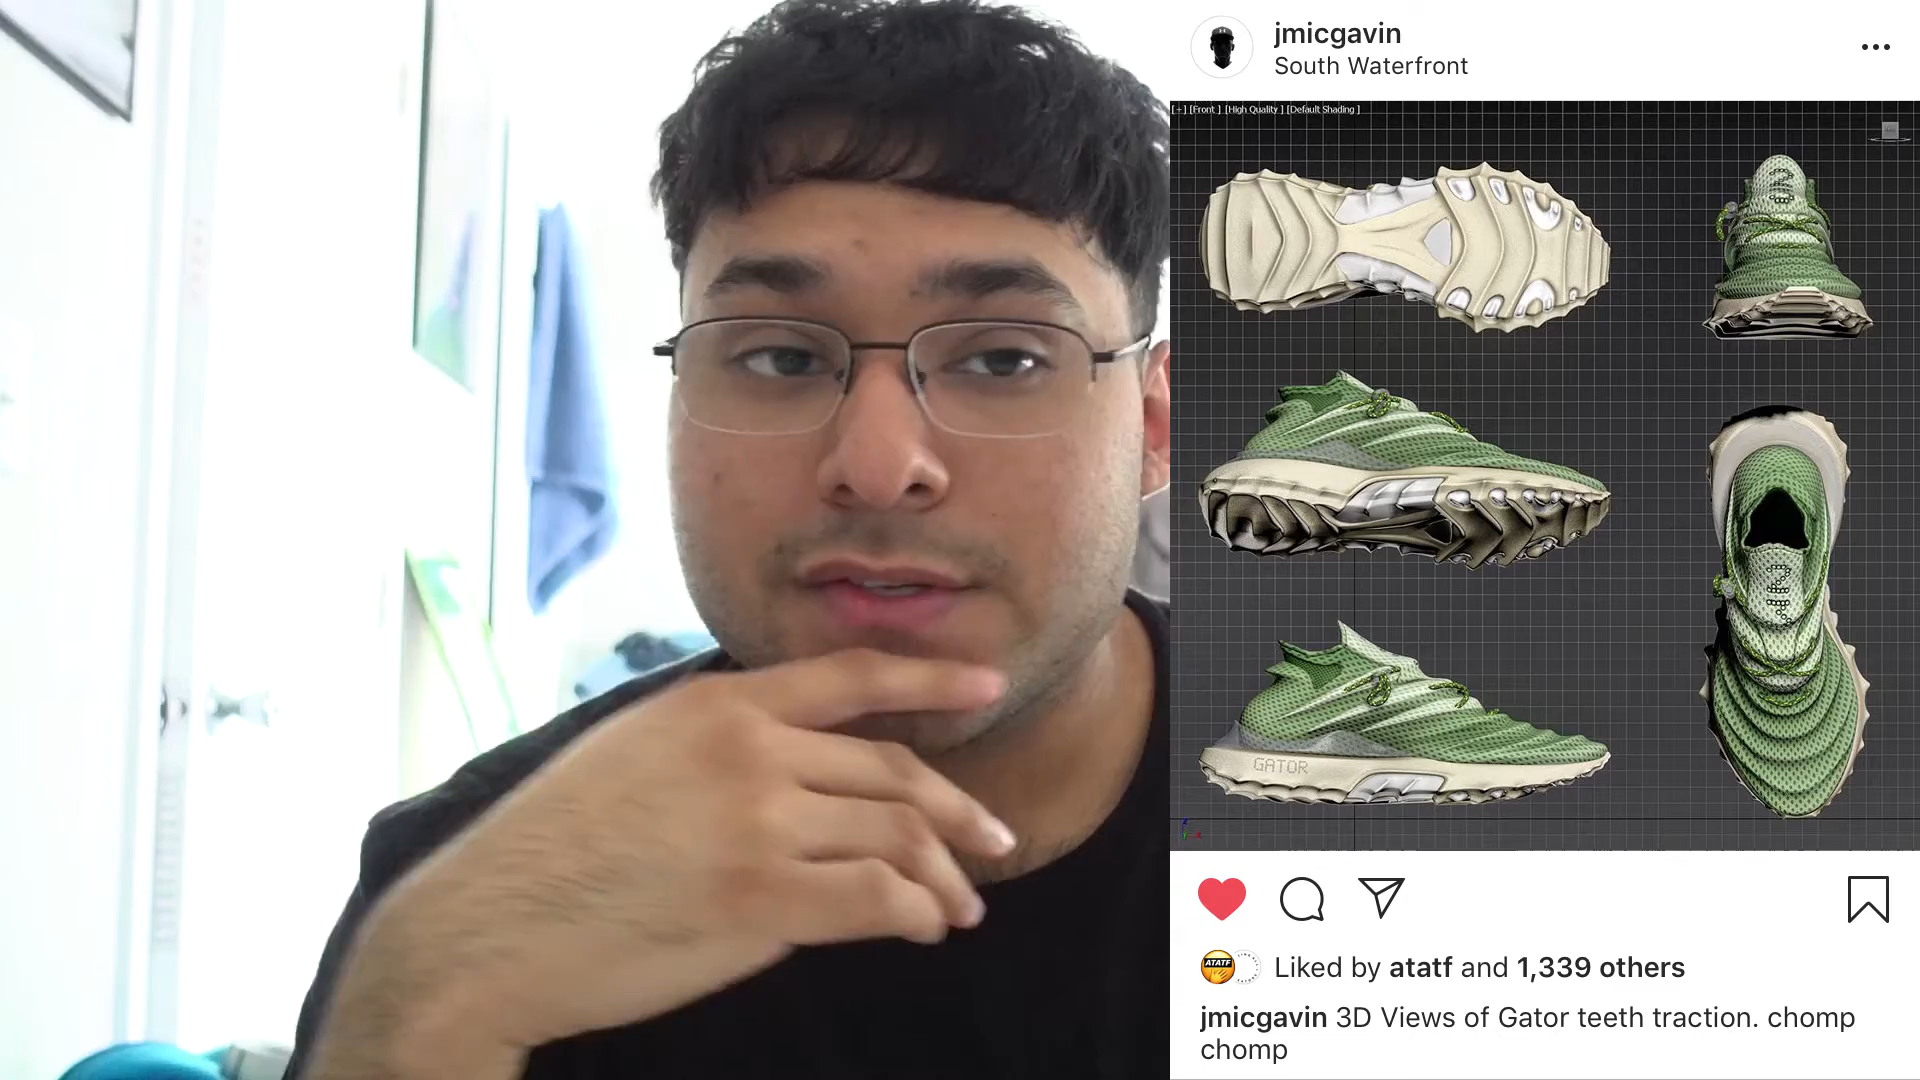 jmicgavin
South Waterfront
[+] [Front ] [High Quality ] [Default Shading ]
GATOR
ATATF
Liked by atatf and 1,339 others
jmicgavin 3D Views of Gator teeth traction. chomp
chomp